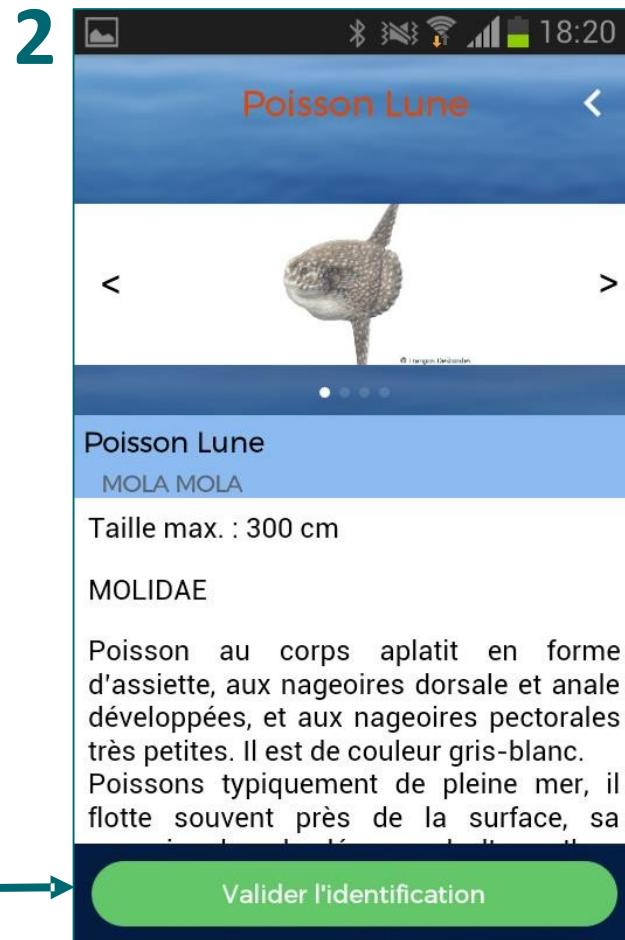 2
18:20
Poisson Lune
<
<
>
Poisson Lune
MOLA MOLA
Taille max. : 300 cm
MOLIDAE
Poisson au corps aplatit en forme
d'assiette, aux nageoires dorsale et anale
développées, et aux nageoires pectorales
très petites. Il est de couleur gris-blanc.
Poissons typiquement de pleine mer, il
flotte souvent près de la surface, sa
Valider l'identification